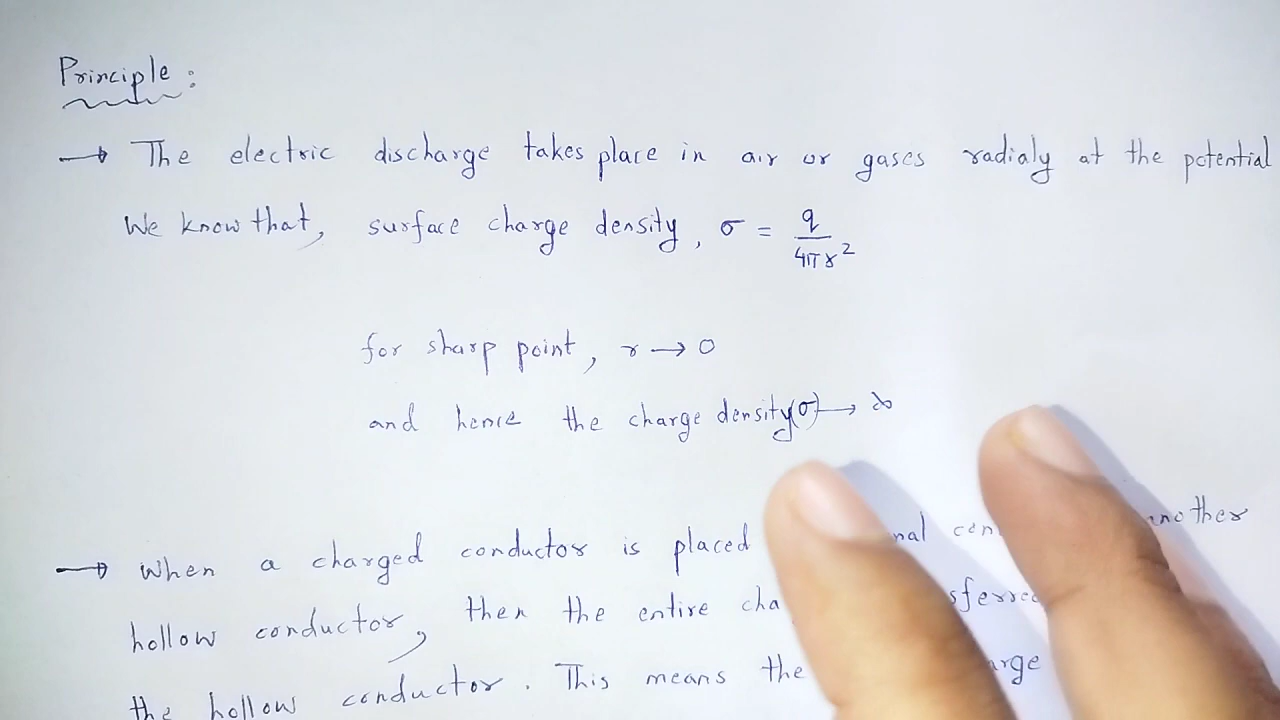 Principle :
→ The electric discharge takes place in air or gases radialy at the potential
We know that, surface charge density, σ = q / 4πr²
for sharp point, r → 0
and hence the charge density(σ) → ∞
→ When a charged conductor is placed another
hollow conductor, then the entire
the hollow conductor. This means the